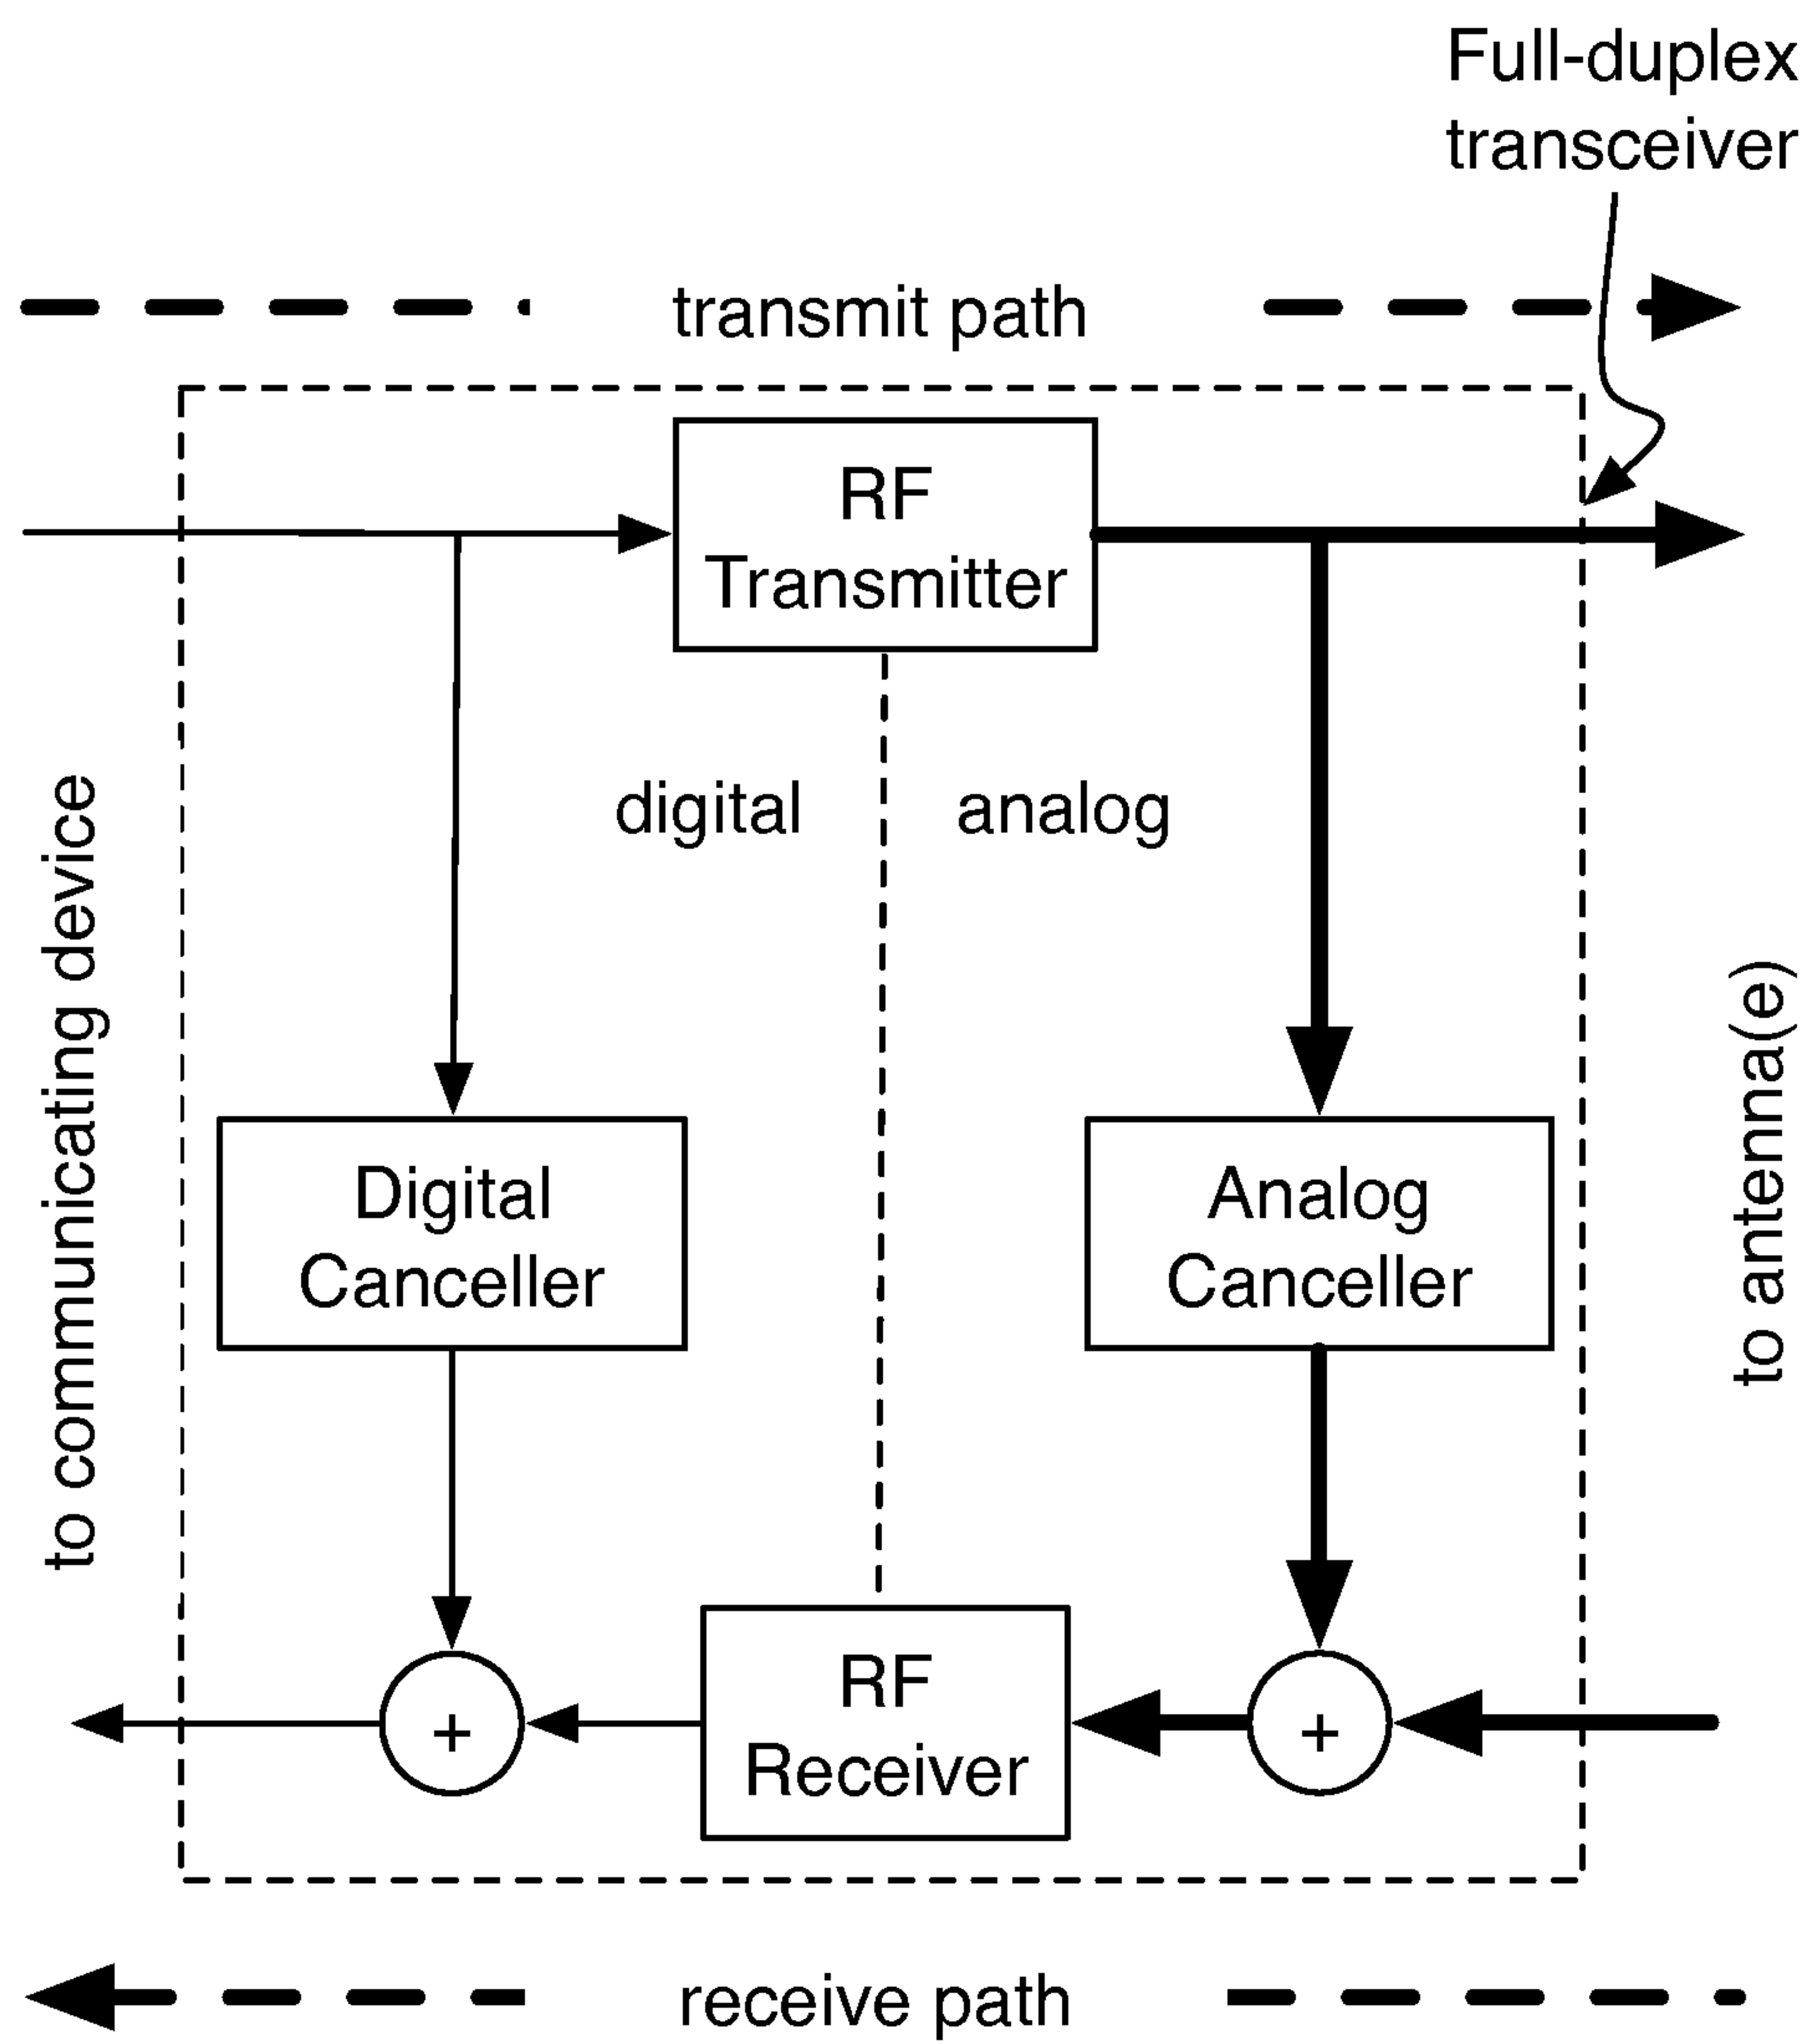 Full-duplex
transceiver
transmit path
RF
Transmitter
digital
analog
to communicating device
to antenna(e)
Digital
Canceller
Analog
Canceller
+
RF
Receiver
+
receive path